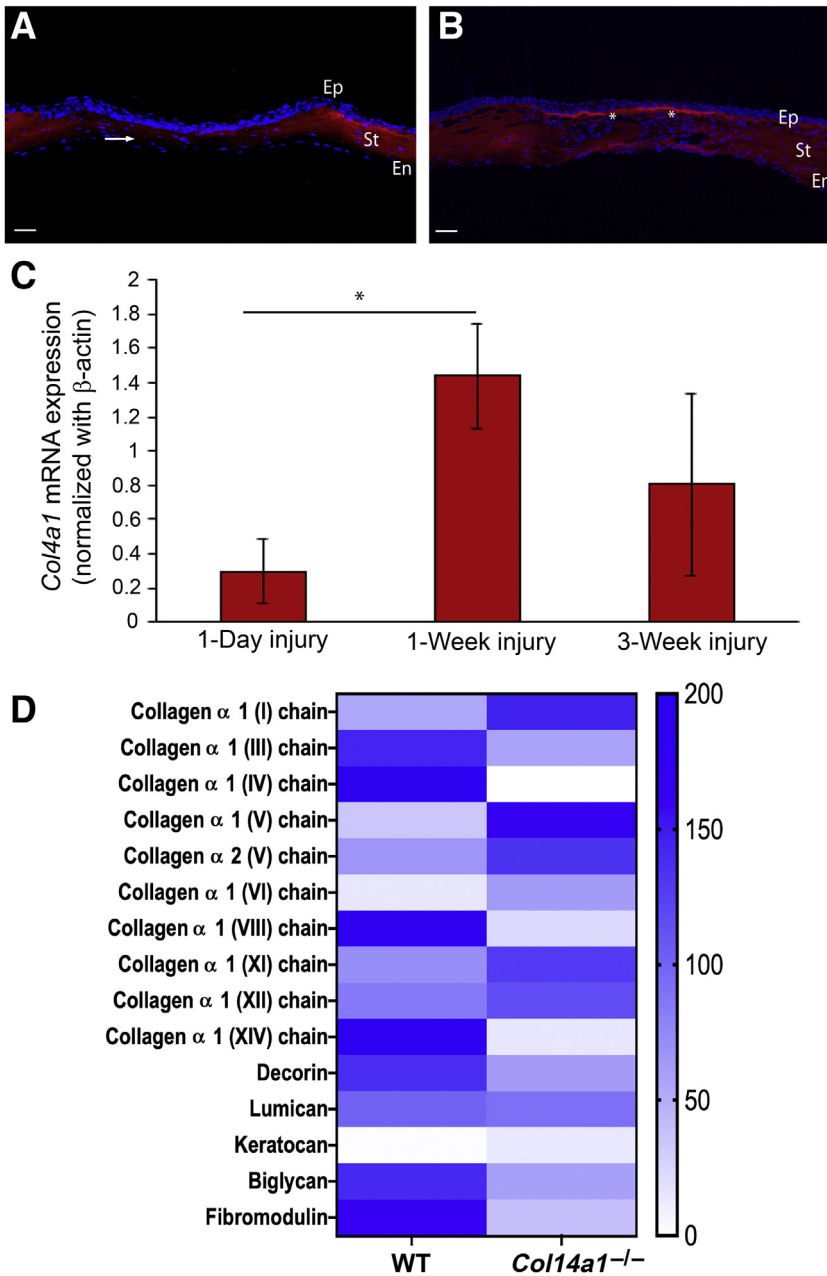 A
Ep
St
En
B
*
*
Ep
St
En
C
Col4a1 mRNA expression
(normalized with β-actin)
2
1.8
1.6
1.4
1.2
1
0.8
0.6
0.4
0.2
0
*
1-Day injury
1-Week injury
3-Week injury
D
Collagen α 1 (I) chain
Collagen α 1 (III) chain
Collagen α 1 (IV) chain
Collagen α 1 (V) chain
Collagen α 2 (V) chain
Collagen α 1 (VI) chain
Collagen α 1 (VIII) chain
Collagen α 1 (XI) chain
Collagen α 1 (XII) chain
Collagen α 1 (XIV) chain
Decorin
Lumican
Keratocan
Biglycan
Fibromodulin
WT
Col14a1−/−
200
150
100
50
0